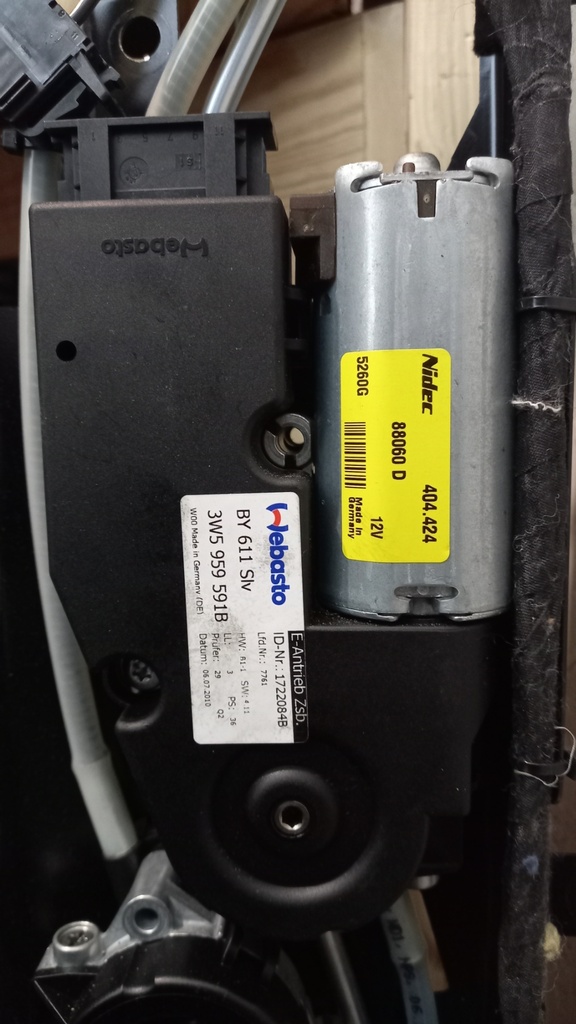 Webasto
Nidec
88060 D 404.424
5260G
Made in
Germany
12V
Webasto
BY 611 Slv
3W5 959 591B
W00 Made in Germany (DE)
E-Antrieb Zsb.
ID-Nr.: 1722084B
Lfd.Nr.: 7761
HW: R1.1 SW: 4.11
LL: 3 PS: 36
Prüfer: 29 Q2
Datum: 06.07.2010